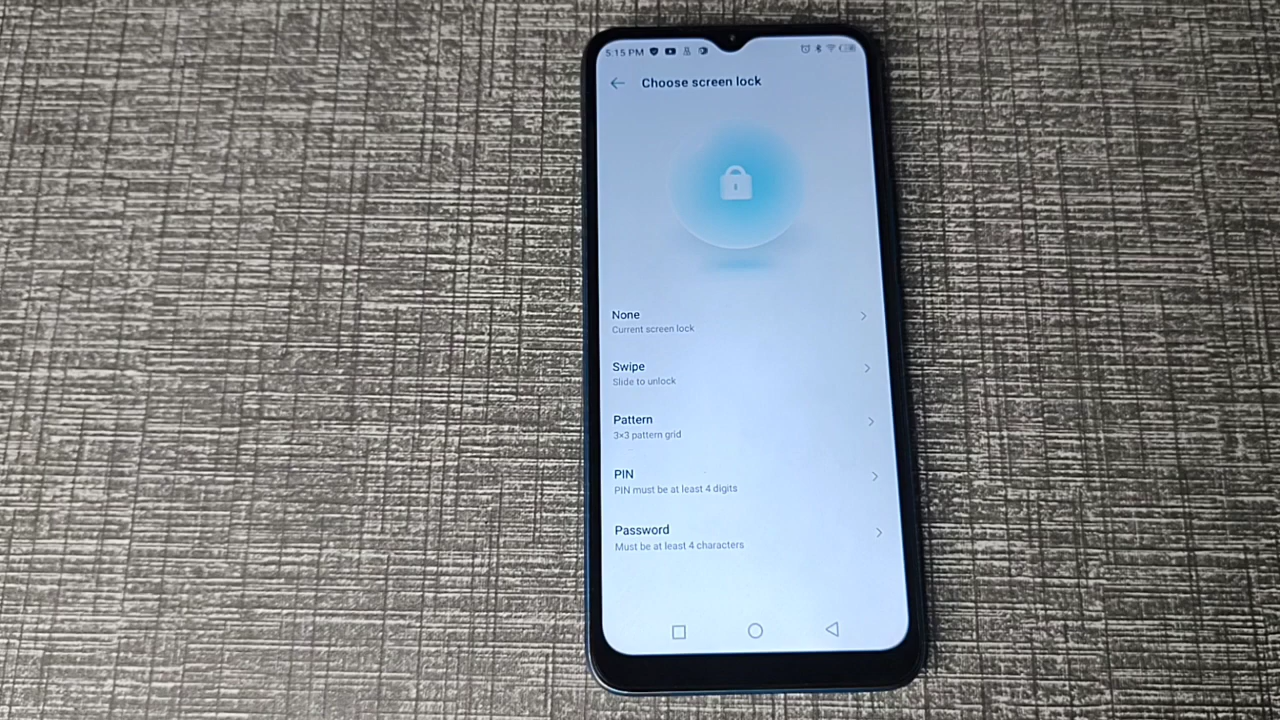 5:15 PM
Choose screen lock
None
Current screen lock
Swipe
Slide to unlock
Pattern
3×3 pattern grid
PIN
PIN must be at least 4 digits
Password
Must be at least 4 characters